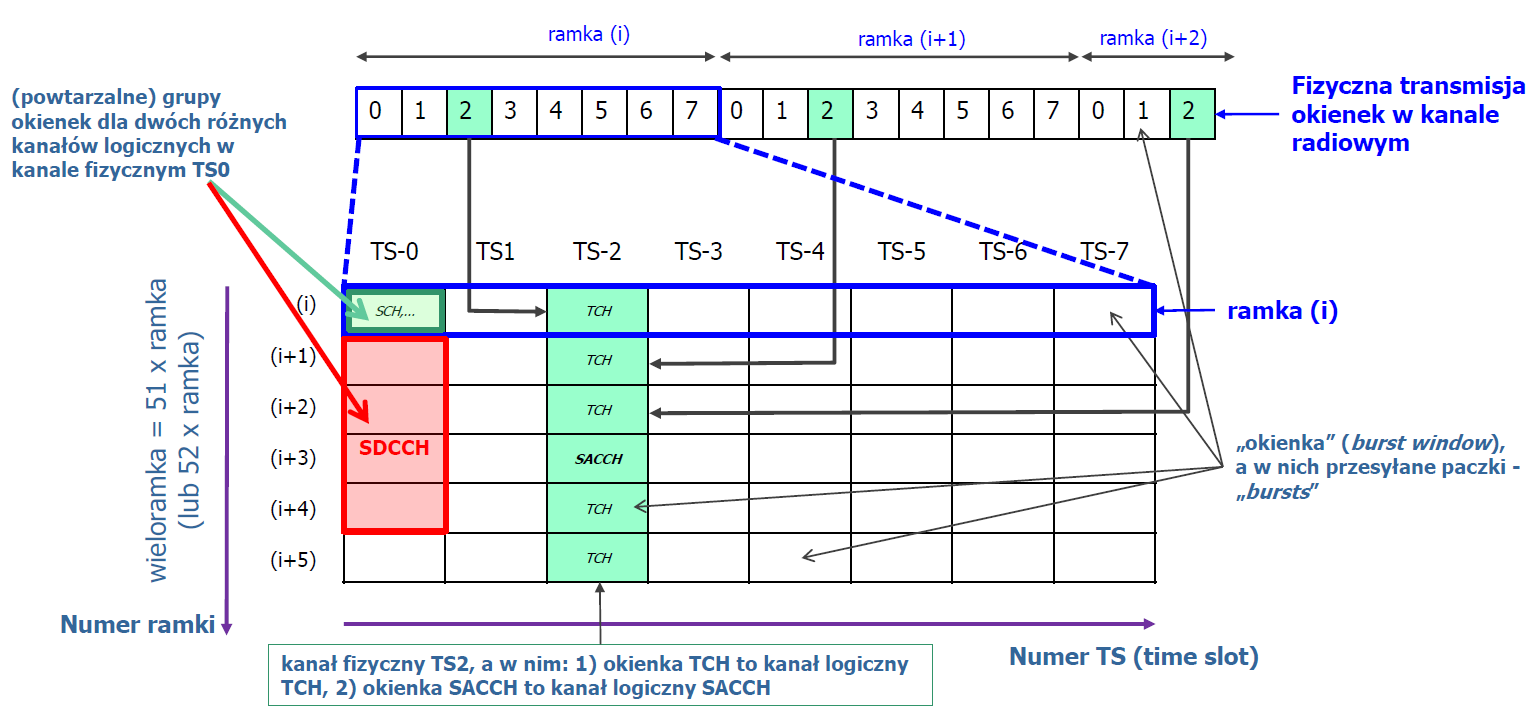 ramka (i)
ramka (i+1)
ramka (i+2)
(powtarzalne) grupy
okienek dla dwóch różnych
kanałów logicznych w
kanale fizycznym TS0
0 1 2 3 4 5 6 7 0 1 2 3 4 5 6 7 0 1 2
Fizyczna transmisja
okienek w kanale
radiowym
TS-0 TS1 TS-2 TS-3 TS-4 TS-5 TS-6 TS-7
wieloramka = 51 x ramka
(lub 52 x ramka)
(i) SCH,... TCH
ramka (i)
(i+1) TCH
(i+2) TCH
SDCCH
(i+3) SACCH
(i+4) TCH
(i+5) TCH
„okienka” (burst window),
a w nich przesyłane paczki -
„bursts”
Numer ramki
Numer TS (time slot)
kanał fizyczny TS2, a w nim: 1) okienka TCH to kanał logiczny
TCH, 2) okienka SACCH to kanał logiczny SACCH